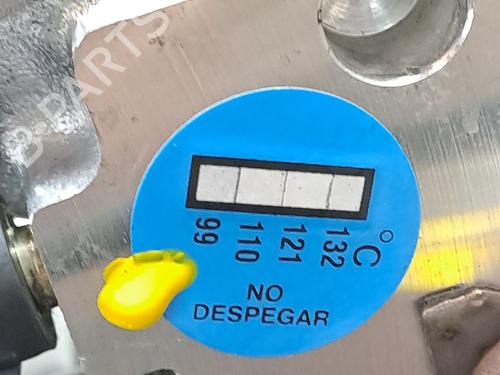 B-PARTS
°C
99 110 121 132
NO
DESPEGAR